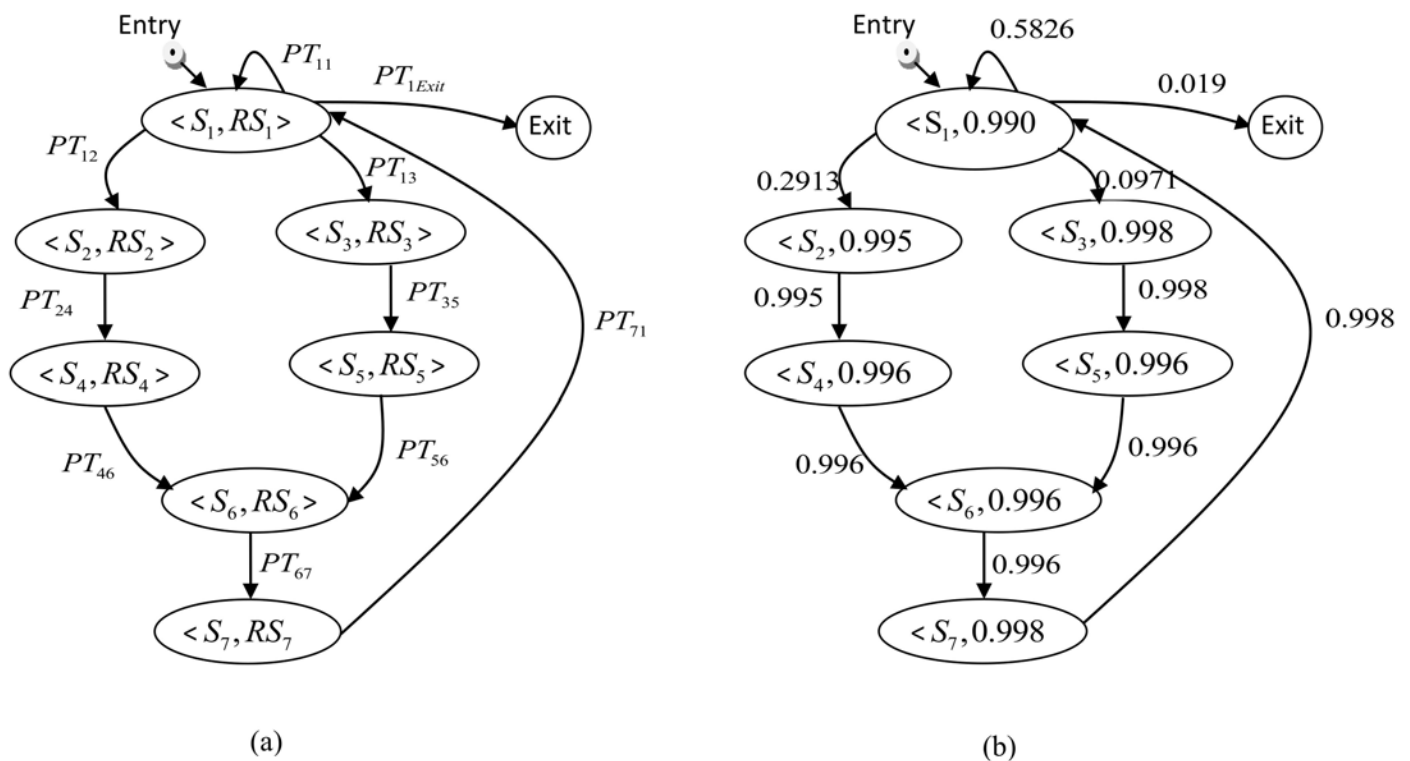 Entry
PT₁₁
PT₁Exit
< S₁, RS₁ >
Exit
PT₁₂
PT₁₃
< S₂, RS₂ >
< S₃, RS₃ >
PT₂₄
PT₃₅
PT₇₁
< S₄, RS₄ >
< S₅, RS₅ >
PT₄₆
PT₅₆
< S₆, RS₆ >
PT₆₇
< S₇, RS₇
(a)
Entry
0.5826
0.019
<S₁, 0.990
Exit
0.2913
0.0971
< S₂, 0.995
< S₃, 0.998
0.995
0.998
0.998
< S₄, 0.996
< S₅, 0.996
0.996
0.996
< S₆, 0.996
0.996
< S₇, 0.998
(b)